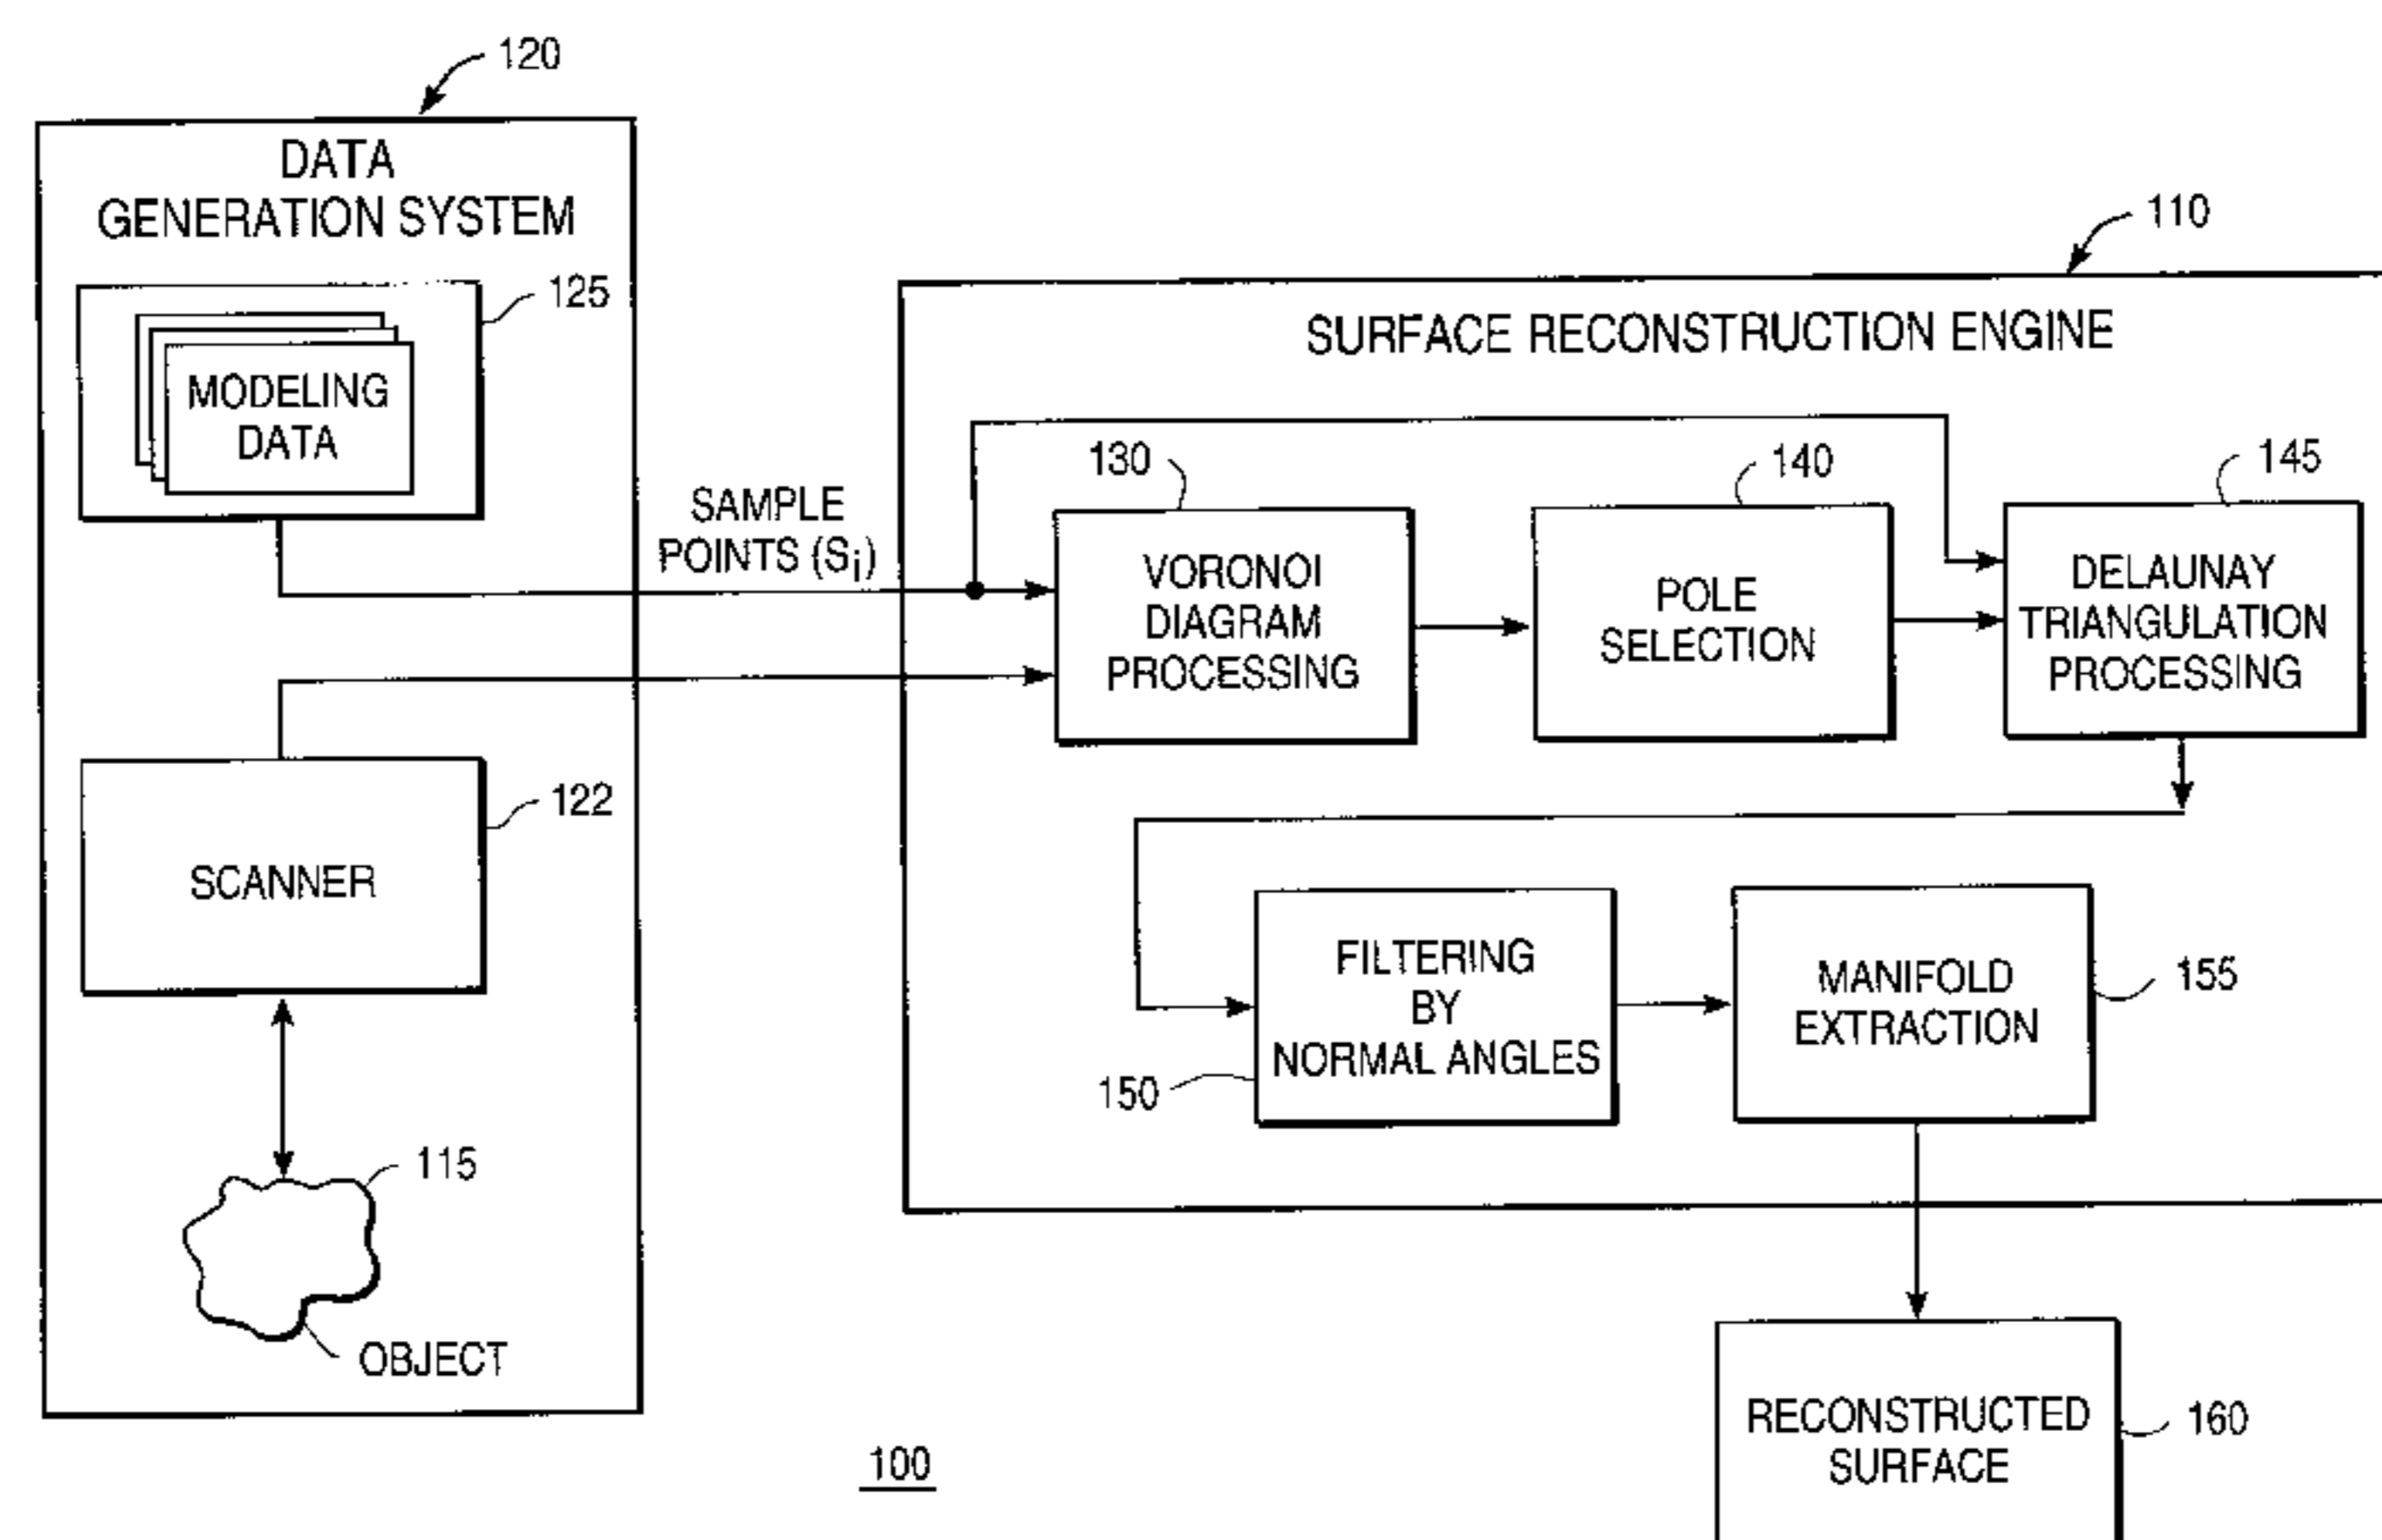 120
DATA
GENERATION SYSTEM
125
MODELING
DATA
SAMPLE
POINTS (Si)
122
SCANNER
115
OBJECT
110
SURFACE RECONSTRUCTION ENGINE
130
VORONOI
DIAGRAM
PROCESSING
140
POLE
SELECTION
145
DELAUNAY
TRIANGULATION
PROCESSING
FILTERING
BY
NORMAL ANGLES
150
MANIFOLD
EXTRACTION
155
RECONSTRUCTED
SURFACE
160
100